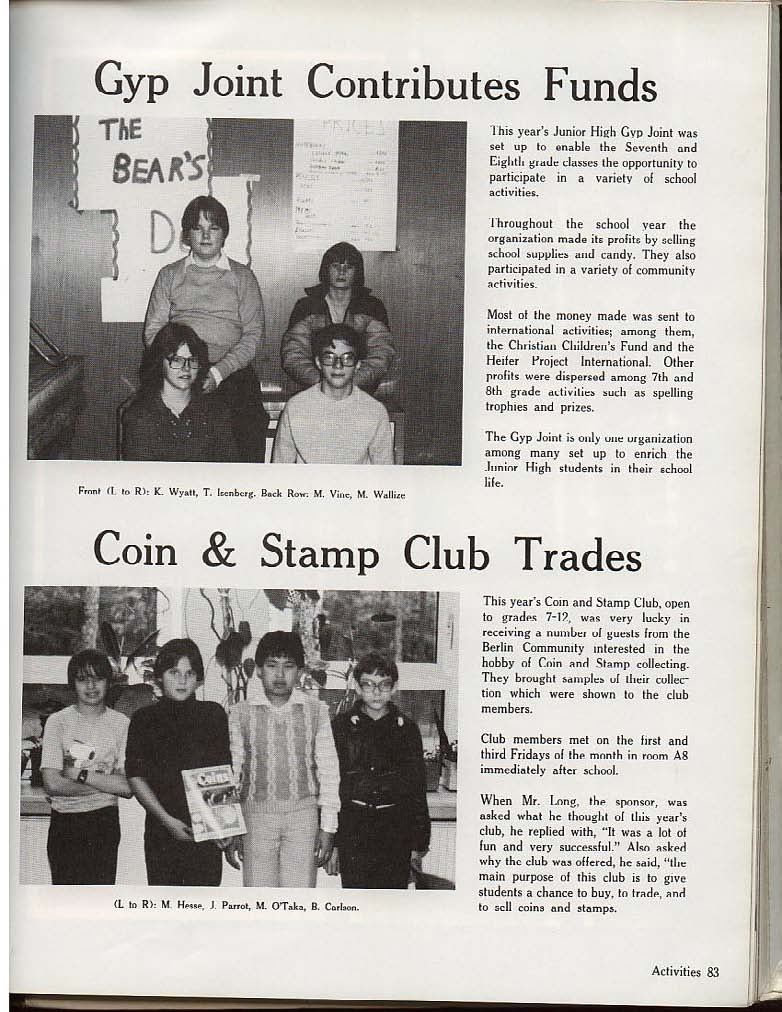 Gyp Joint Contributes Funds
THE
BEAR'S
D
PRICES
This year's Junior High Gyp Joint was
set up to enable the Seventh and
Eighth grade classes the opportunity to
participate in a variety of school
activities.
Throughout the school year the
organization made its profits by selling
school supplies and candy. They also
participated in a variety of community
activities.
Most of the money made was sent to
international activities; among them,
the Christian Children's Fund and the
Heifer Project International. Other
profits were dispersed among 7th and
8th grade activities such as spelling
trophies and prizes.
The Gyp Joint is only one organization
among many set up to enrich the
Junior High students in their school
life.
Front (L to R): K. Wyatt, T. Isenberg. Back Row: M. Vine, M. Wallize
Coin & Stamp Club Trades
Coins
This year's Coin and Stamp Club, open
to grades 7-12, was very lucky in
receiving a number of guests from the
Berlin Community interested in the
hobby of Coin and Stamp collecting.
They brought samples of their collec-
tion which were shown to the club
members.
Club members met on the first and
third Fridays of the month in room A8
immediately after school.
When Mr. Long, the sponsor, was
asked what he thought of this year's
club, he replied with, "It was a lot of
fun and very successful." Also asked
why the club was offered, he said, "the
main purpose of this club is to give
students a chance to buy, to trade, and
to sell coins and stamps.
(L to R): M. Hesse, J. Parrot, M. O'Taka, B. Carlson.
Activities 83